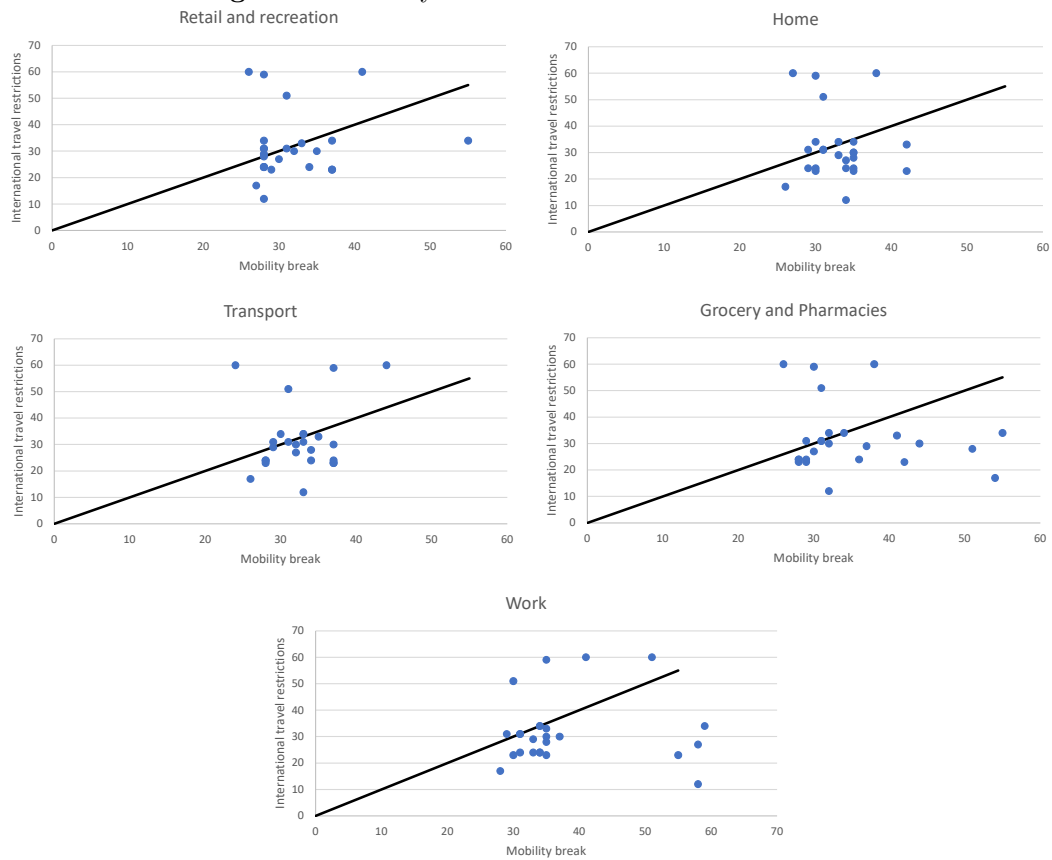 Retail and recreation
International travel restrictions
70
60
50
40
30
20
10
0
0 10 20 30 40 50 60
Mobility break
Home
International travel restrictions
70
60
50
40
30
20
10
0
0 10 20 30 40 50 60
Mobility break
Transport
International travel restrictions
70
60
50
40
30
20
10
0
0 10 20 30 40 50 60
Mobility break
Grocery and Pharmacies
International travel restrictions
70
60
50
40
30
20
10
0
0 10 20 30 40 50 60
Mobility break
Work
International travel restrictions
70
60
50
40
30
20
10
0
0 10 20 30 40 50 60 70
Mobility break